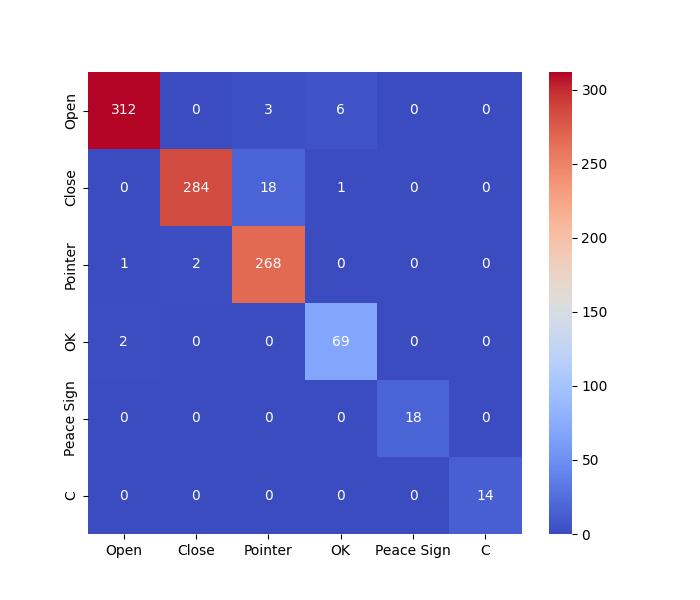 Open 312 0 3 6 0 0
Close 0 284 18 1 0 0
Pointer 1 2 268 0 0 0
OK 2 0 0 69 0 0
Peace Sign 0 0 0 0 18 0
C 0 0 0 0 0 14
Open Close Pointer OK Peace Sign C
300
250
200
150
100
50
0